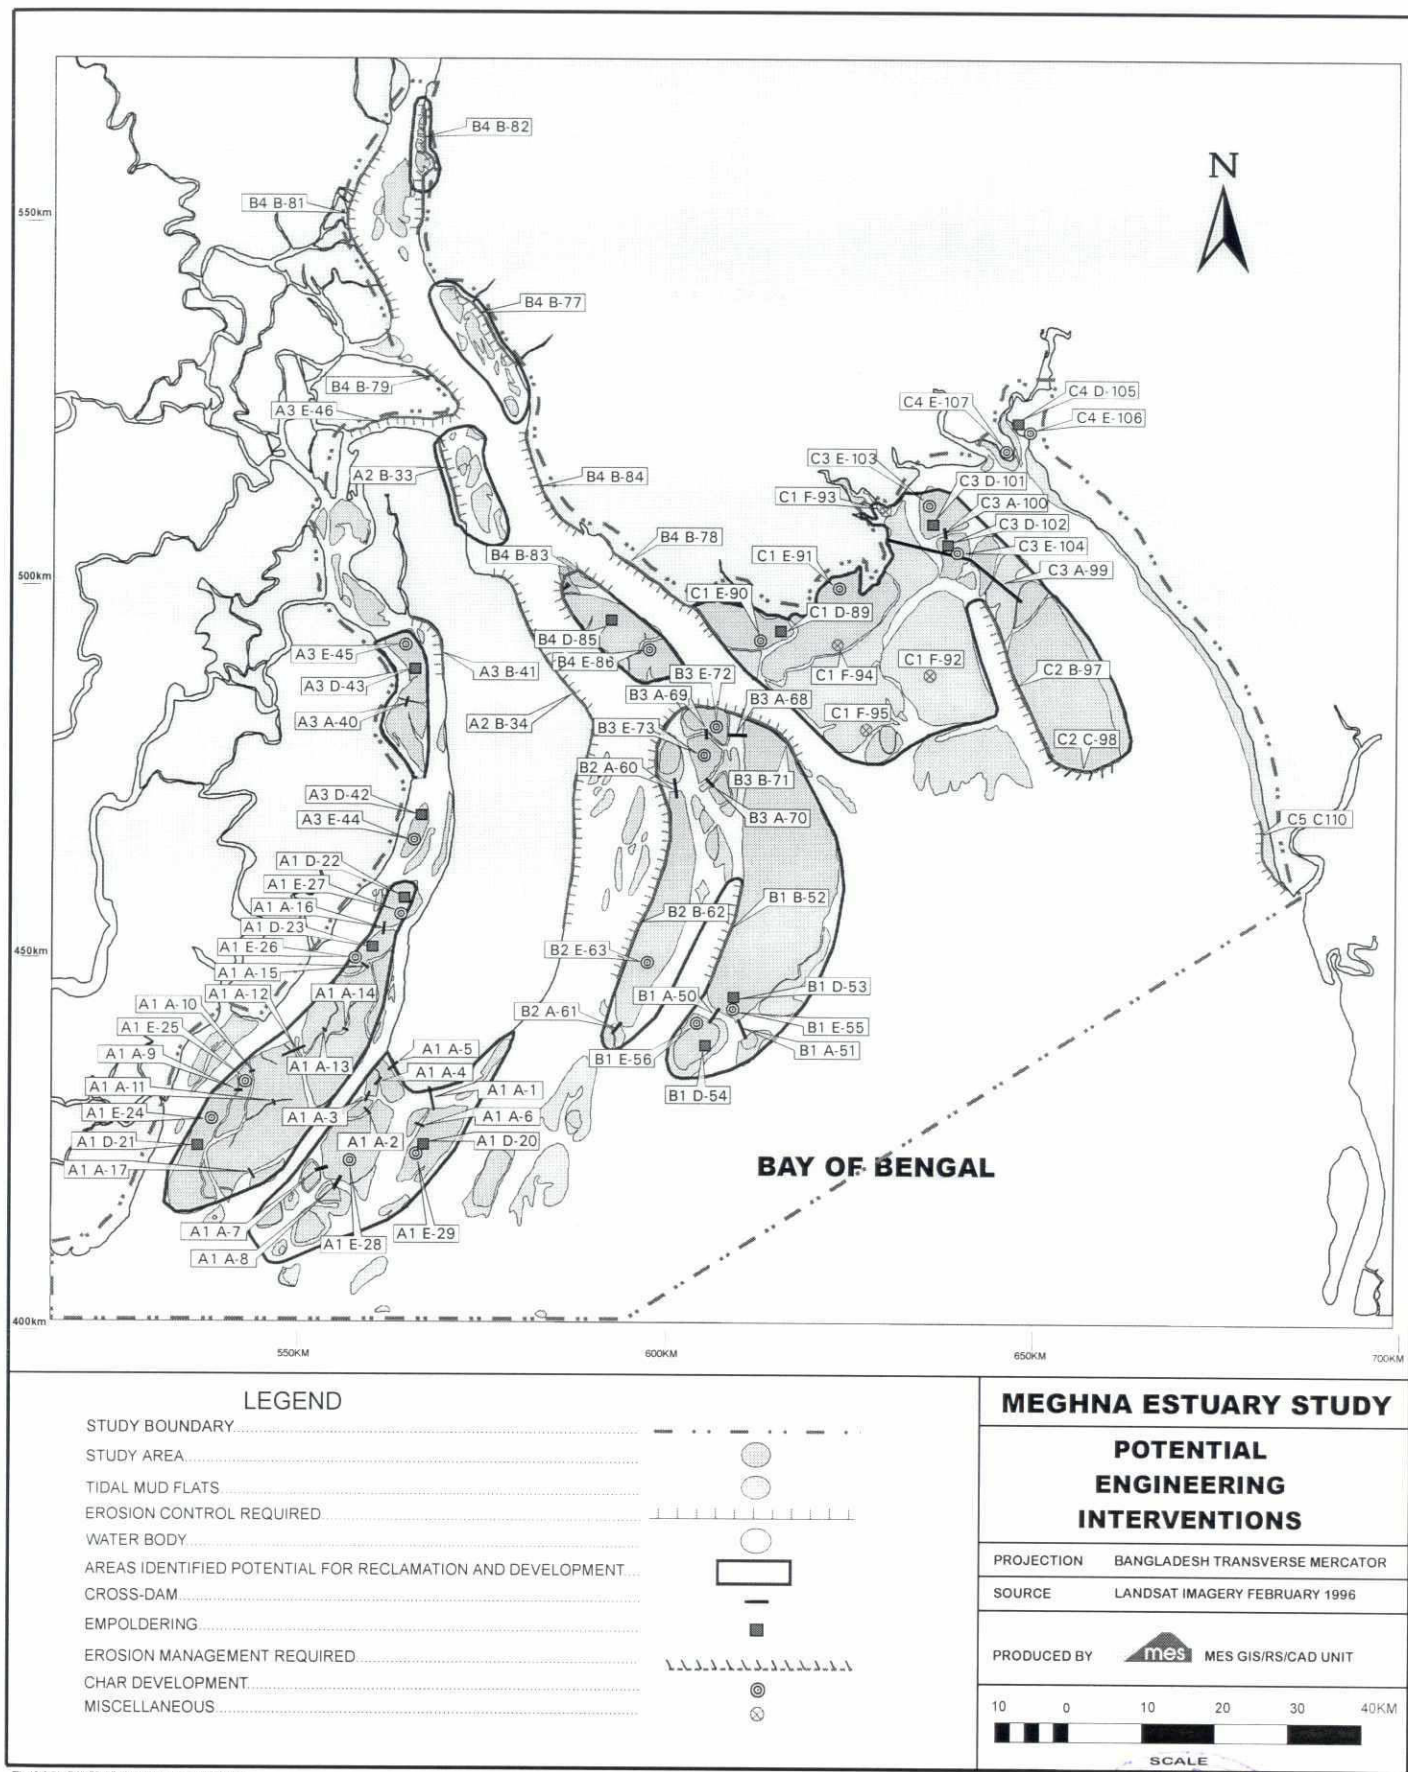 B4 B-82
B4 B-81
550km
N
B4 B-77
B4 B-79
A3 E-46
C4 D-105
C4 E-107
C4 E-106
A2 B-33
B4 B-84
C3 E-103
C3 D-101
C1 F-93
C3 A-100
C3 D-102
B4 B-78
C3 E-104
B4 B-83
C1 E-91
C3 A-99
500km
C1 E-90
C1 D-89
B4 D-85
A3 E-45
A3 B-41
B4 E-86
C1 F-94
C1 F-92
C2 B-97
A3 D-43
B3 E-72
B3 A-69
B3 A-68
A3 A-40
A2 B-34
B3 E-73
C1 F-95
C2 C-98
B2 A-60
B3 B-71
A3 D-42
B3 A-70
A3 E-44
C5 C110
A1 D-22
A1 E-27
A1 A-16
B1 B-52
A1 D-23
B2 B-62
A1 E-26
450km
B2 E-63
A1 A-15
A1 A-12
A1 A-14
A1 A-10
B1 A-50
B1 D-53
A1 E-25
B2 A-61
B1 E-55
A1 A-9
A1 A-5
A1 A-13
A1 A-4
B1 E-56
B1 A-51
A1 A-11
A1 A-1
B1 D-54
A1 E-24
A1 A-3
A1 A-6
A1 D-21
A1 A-2
A1 D-20
A1 A-17
BAY OF BENGAL
A1 A-7
A1 E-29
A1 E-28
A1 A-8
400km
550KM
600KM
650KM
700KM
LEGEND
STUDY BOUNDARY
STUDY AREA
TIDAL MUD FLATS
EROSION CONTROL REQUIRED
WATER BODY
AREAS IDENTIFIED POTENTIAL FOR RECLAMATION AND DEVELOPMENT
CROSS-DAM
EMPOLDERING
EROSION MANAGEMENT REQUIRED
CHAR DEVELOPMENT
MISCELLANEOUS
MEGHNA ESTUARY STUDY
POTENTIAL
ENGINEERING
INTERVENTIONS
PROJECTION BANGLADESH TRANSVERSE MERCATOR
SOURCE LANDSAT IMAGERY FEBRUARY 1996
PRODUCED BY mes MES GIS/RS/CAD UNIT
10 0 10 20 30 40KM
SCALE